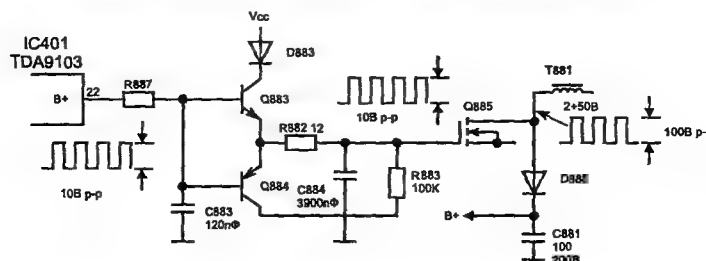 IC401
TDA9103
B+
22
R887
10В р-р
Vcc
D883
Q883
R882 12
Q884
C883
120пФ
C884
3900пФ
10В р-р
R883
100K
Q885
T881
2+50В
100В р-
B+
C881
100
200В